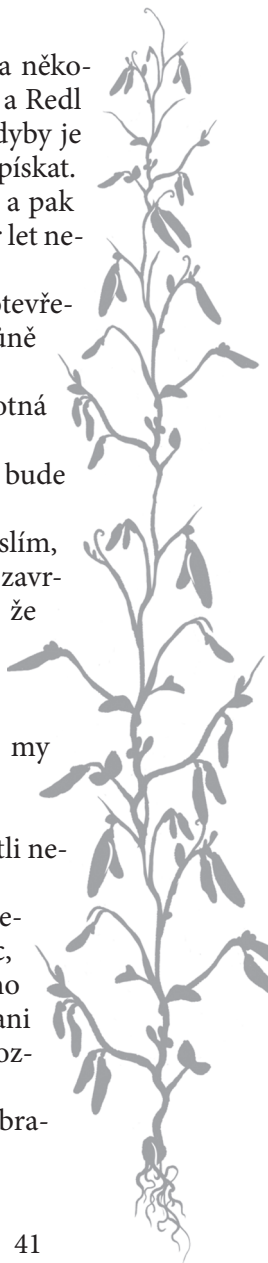 a něko-
a Redl
dyby je
pískat.
a pak
let ne-
otevře-
ůně
otná
bude
slím,
zavr-
že
my
tli ne-
e-
c,
no
ani
oz-
bra-
41